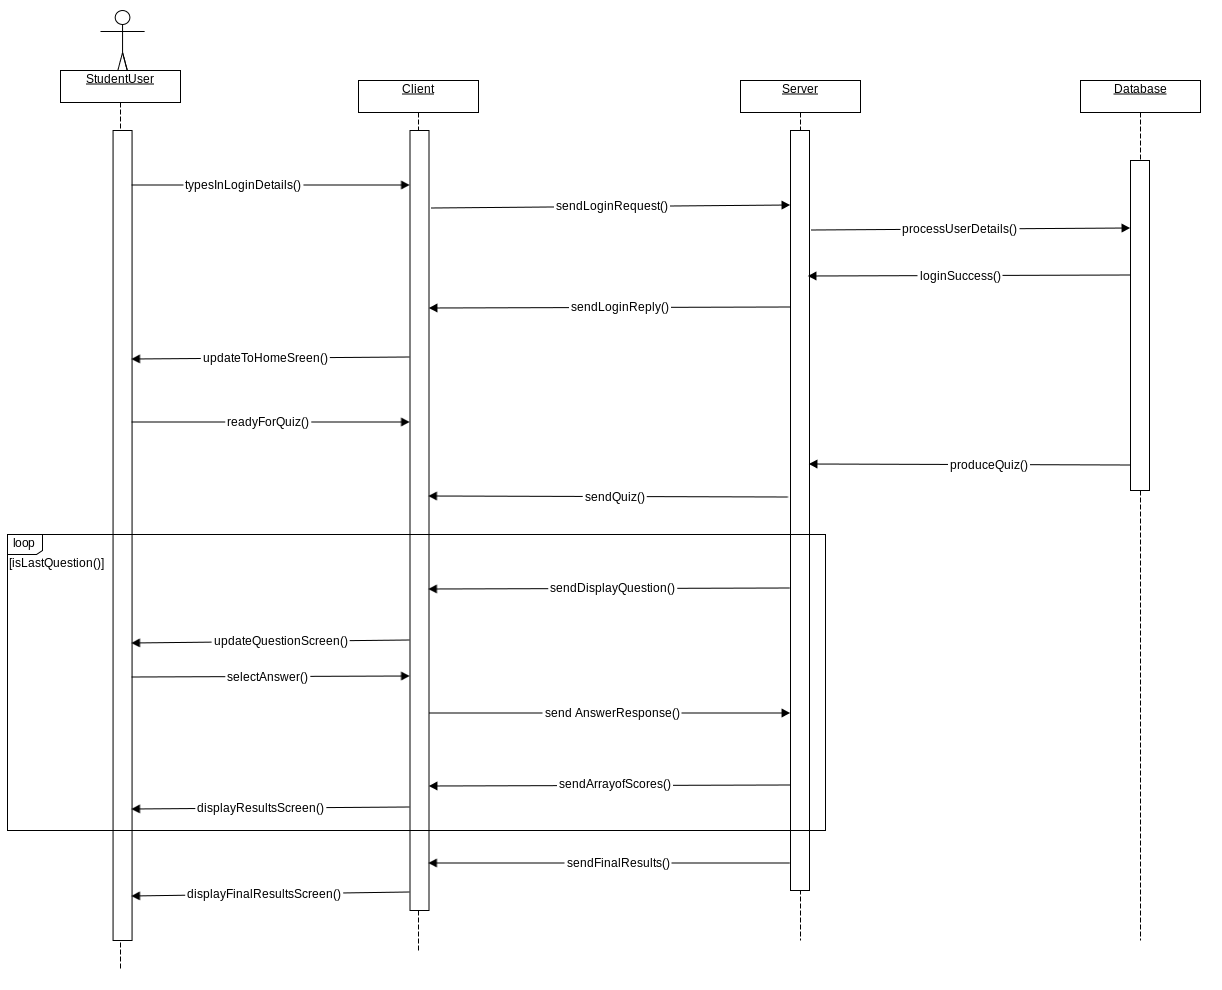 StudentUser
Client
Server
Database
typesInLoginDetails()
sendLoginRequest()
processUserDetails()
loginSuccess()
sendLoginReply()
updateToHomeSreen()
readyForQuiz()
produceQuiz()
sendQuiz()
loop
[isLastQuestion()]
sendDisplayQuestion()
updateQuestionScreen()
selectAnswer()
send AnswerResponse()
sendArrayofScores()
displayResultsScreen()
sendFinalResults()
displayFinalResultsScreen()